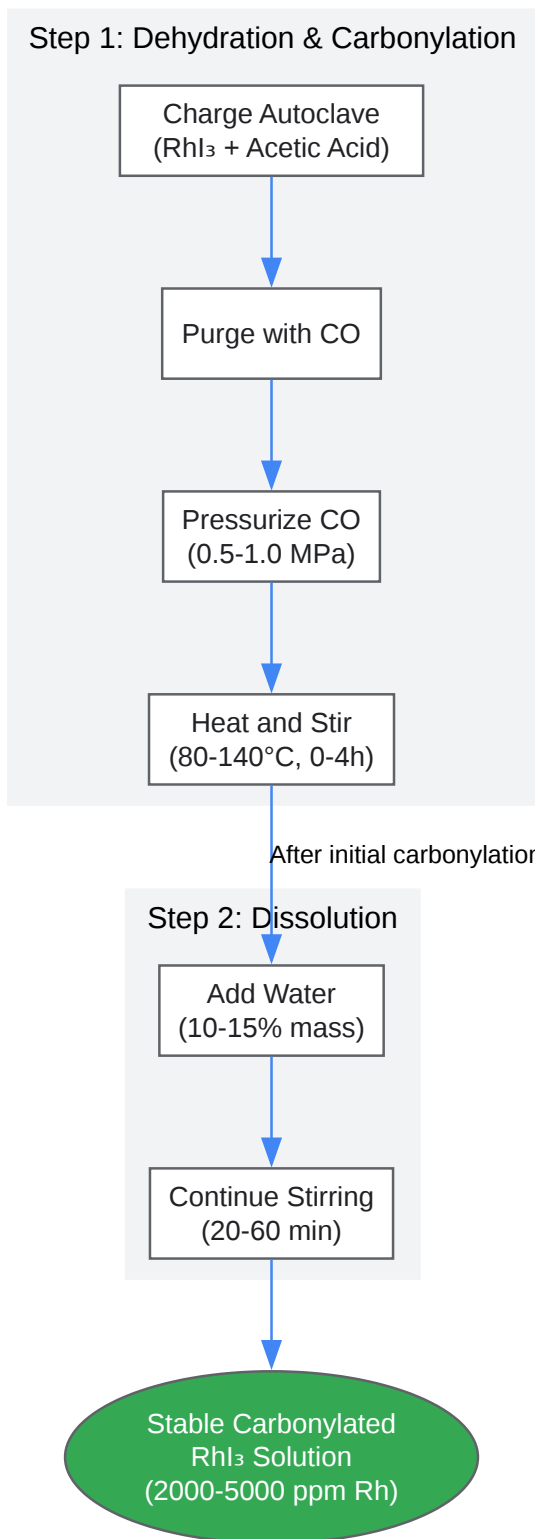 Step 1: Dehydration & Carbonylation
Charge Autoclave
(RhI₃ + Acetic Acid)
Purge with CO
Pressurize CO
(0.5-1.0 MPa)
Heat and Stir
(80-140°C, 0-4h)
After initial carbonylation
Step 2: Dissolution
Add Water
(10-15% mass)
Continue Stirring
(20-60 min)
Stable Carbonylated
RhI₃ Solution
(2000-5000 ppm Rh)